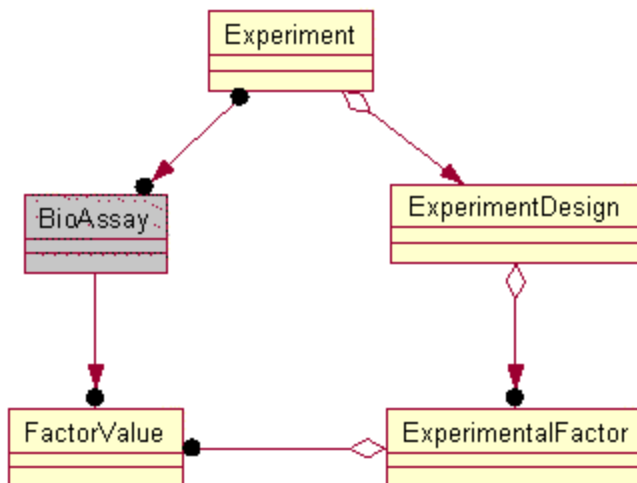 Experiment
BioAssay
ExperimentDesign
FactorValue
ExperimentalFactor